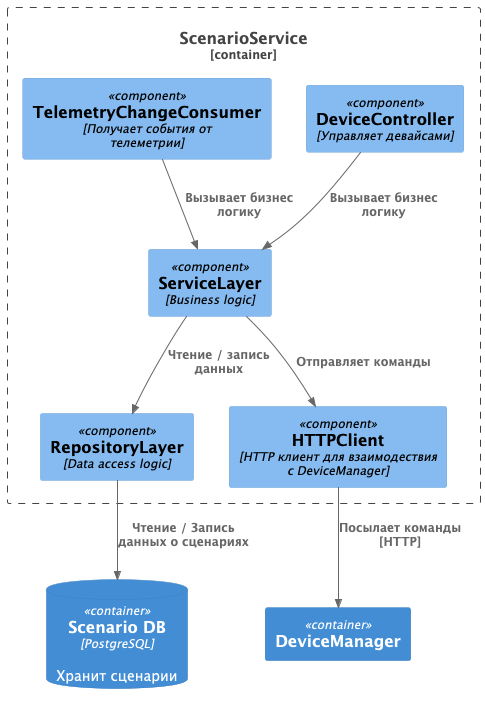 ScenarioService
[container]
«component»
TelemetryChangeConsumer
[Получает события от
телеметрии]
«component»
DeviceController
[Управляет девайсами]
Вызывает бизнес
логику
Вызывает бизнес
логику
«component»
ServiceLayer
[Business logic]
Чтение / запись
данных
Отправляет команды
«component»
RepositoryLayer
[Data access logic]
«component»
HTTPClient
[HTTP клиент для взаимодествия
с DeviceManager]
Чтение / Запись
данных о сценариях
Посылает команды
[HTTP]
«container»
Scenario DB
[PostgreSQL]
Хранит сценарии
«container»
DeviceManager